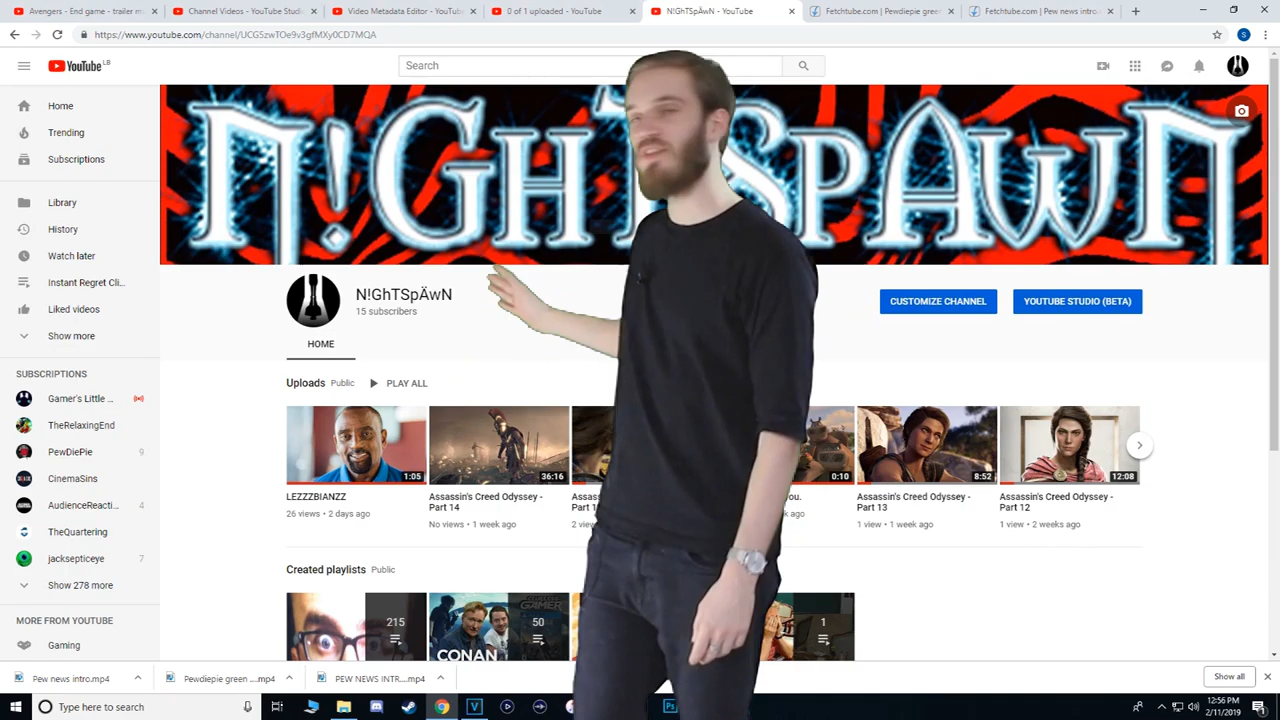 Avengers - End game - trailer m
Channel Videos - YouTube Studi
Video Metadata Editor - YouTub
0 of 1 uploaded - YouTube
N!GhTSpÄwN - YouTube
Fetchtube.com | Pewdiepie gree
Fetchtube.com | Pew news intro
https://www.youtube.com/channel/UCG5zwTOe9v3gfMXy0CD7MQA
S
YouTube LB
Search
N!GhTSpAwN
Home
Trending
Subscriptions
Library
History
Watch later
Instant Regret Cli...
Liked videos
Show more
SUBSCRIPTIONS
Gamer's Little ...
TheRelaxingEnd
PewDiePie 9
CinemaSins
AudienceReacti... 4
TheQuartering
jacksepticeye 7
Show 278 more
MORE FROM YOUTUBE
Gaming
N!GhTSpÄwN
15 subscribers
CUSTOMIZE CHANNEL
YOUTUBE STUDIO (BETA)
HOME
Uploads Public PLAY ALL
1:05
36:16
0:10
8:52
12:08
LEZZZBIANZZ
26 views • 2 days ago
Assassin's Creed Odyssey -
Part 14
No views • 1 week ago
you.
Assassin's Creed Odyssey -
Part 13
1 view • 1 week ago
Assassin's Creed Odyssey -
Part 12
1 view • 2 weeks ago
Created playlists Public
215
50
1
CONAN
Pew news intro.mp4
Pewdiepie green ....mp4
PEW NEWS INTR....mp4
Show all
Type here to search
V
Ps
12:56 PM
2/11/2019